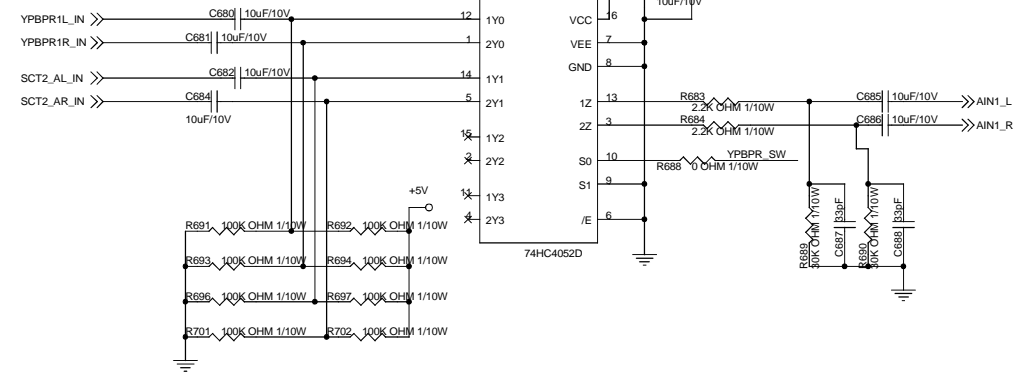 10uF/10V
YPBPR1L_IN C680 10uF/10V 12 1Y0 VCC 16
YPBPR1R_IN C681 10uF/10V 1 2Y0 VEE 7
GND 8
SCT2_AL_IN C682 10uF/10V 14 1Y1
SCT2_AR_IN C684 10uF/10V 5 2Y1 1Z 13 R683 2.2K OHM 1/10W C685 10uF/10V AIN1_L
2Z 3 R684 2.2K OHM 1/10W C686 10uF/10V AIN1_R
15 1Y2
2 2Y2 S0 10 R688 0 OHM 1/10W YPBPR_SW
S1 9
11 1Y3
4 2Y3 /E 6
+5V
74HC4052D
R689 30K OHM 1/10W
C687 33pF
R690 30K OHM 1/10W
C688 33pF
R691 100K OHM 1/10W R692 100K OHM 1/10W
R693 100K OHM 1/10W R694 100K OHM 1/10W
R696 100K OHM 1/10W R697 100K OHM 1/10W
R701 100K OHM 1/10W R702 100K OHM 1/10W